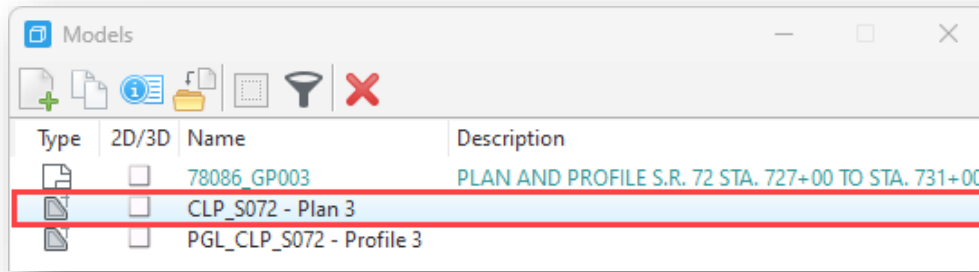 Models
Type 2D/3D Name Description
78086_GP003 PLAN AND PROFILE S.R. 72 STA. 727+00 TO STA. 731+00
CLP_S072 - Plan 3
PGL_CLP_S072 - Profile 3